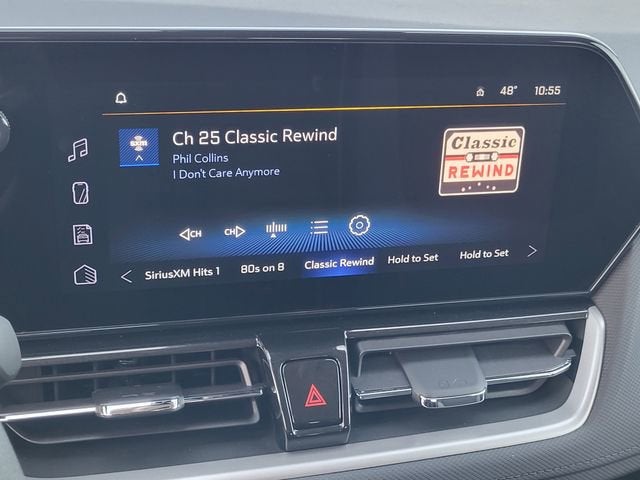 48° 10:55
SXM
Ch 25 Classic Rewind
Phil Collins
I Don't Care Anymore
Classic
REWIND
CH CH
SiriusXM Hits 1 80s on 8 Classic Rewind Hold to Set Hold to Set